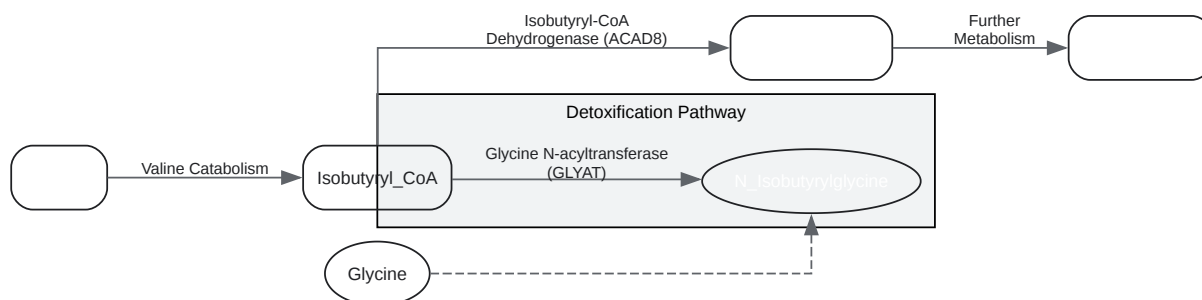 Isobutyryl-CoA
Dehydrogenase (ACAD8)
Further
Metabolism
Detoxification Pathway
Valine Catabolism
Isobutyryl_CoA
Glycine N-acyltransferase
(GLYAT)
N_Isobutyrylglycine
Glycine